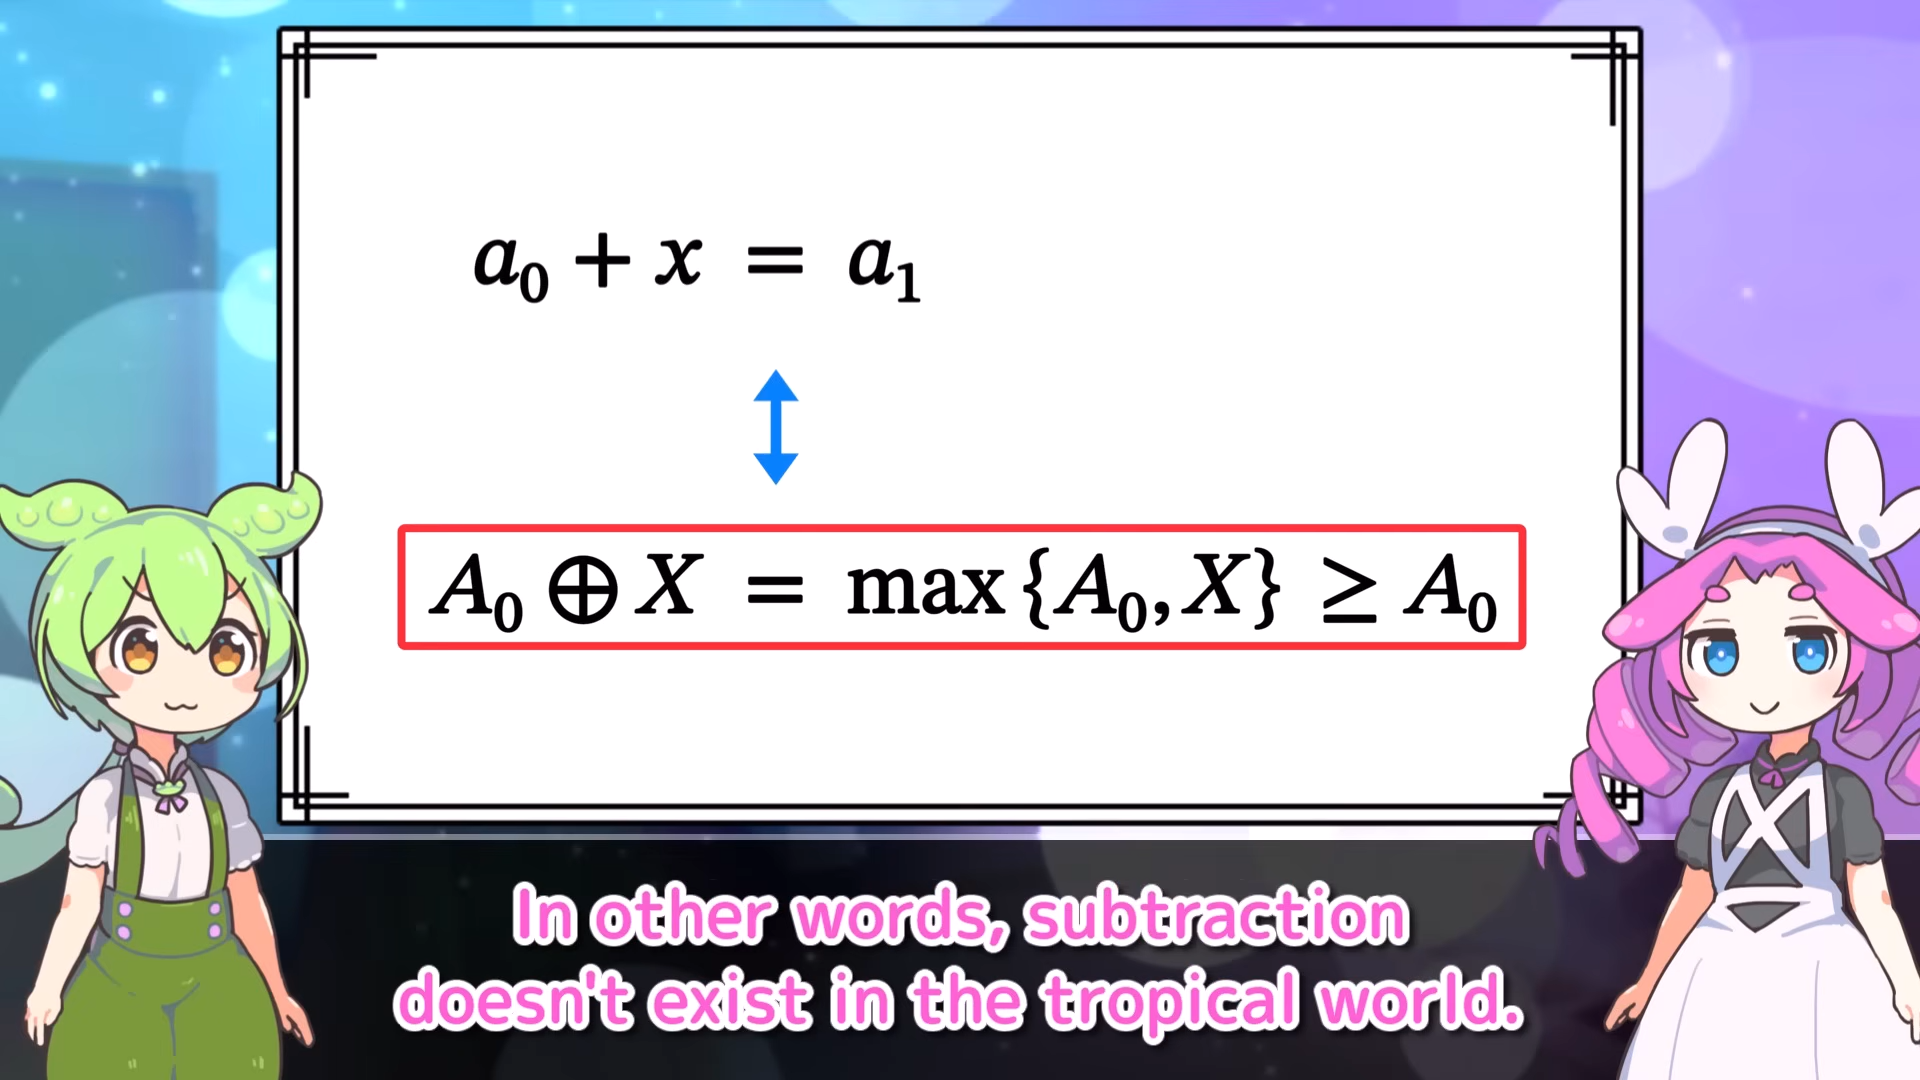 a₀ + x = a₁
A₀ ⊕ X = max {A₀, X} ≥ A₀
In other words, subtraction
doesn't exist in the tropical world.